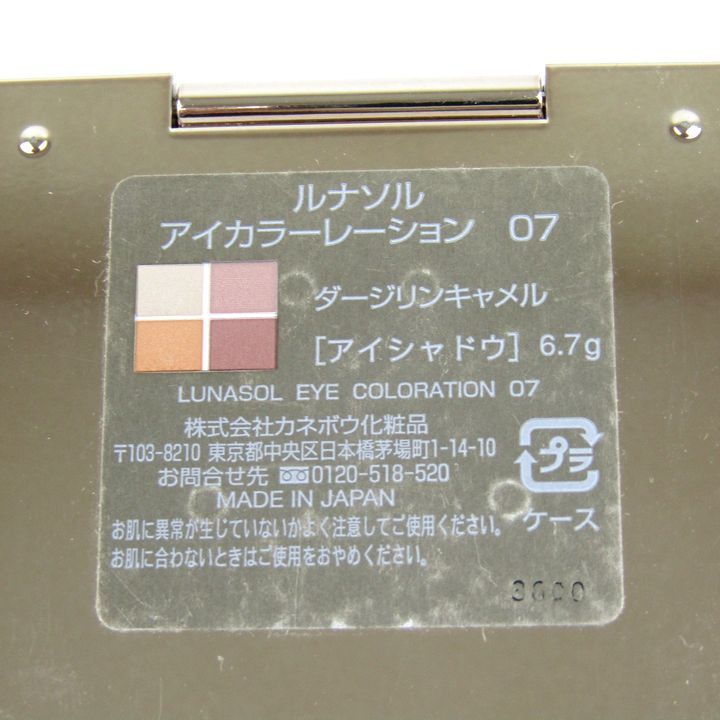 ルナソル
アイカラーレーション 07
ダージリンキャメル
[アイシャドウ] 6.7g
LUNASOL EYE COLORATION 07
株式会社カネボウ化粧品
〒103-8210 東京都中央区日本橋茅場町1-14-10
お問合せ先 0120-518-520
MADE IN JAPAN
プラ
ケース
お肌に異常が生じていないかよく注意してご使用ください。
お肌に合わないときはご使用をおやめください。